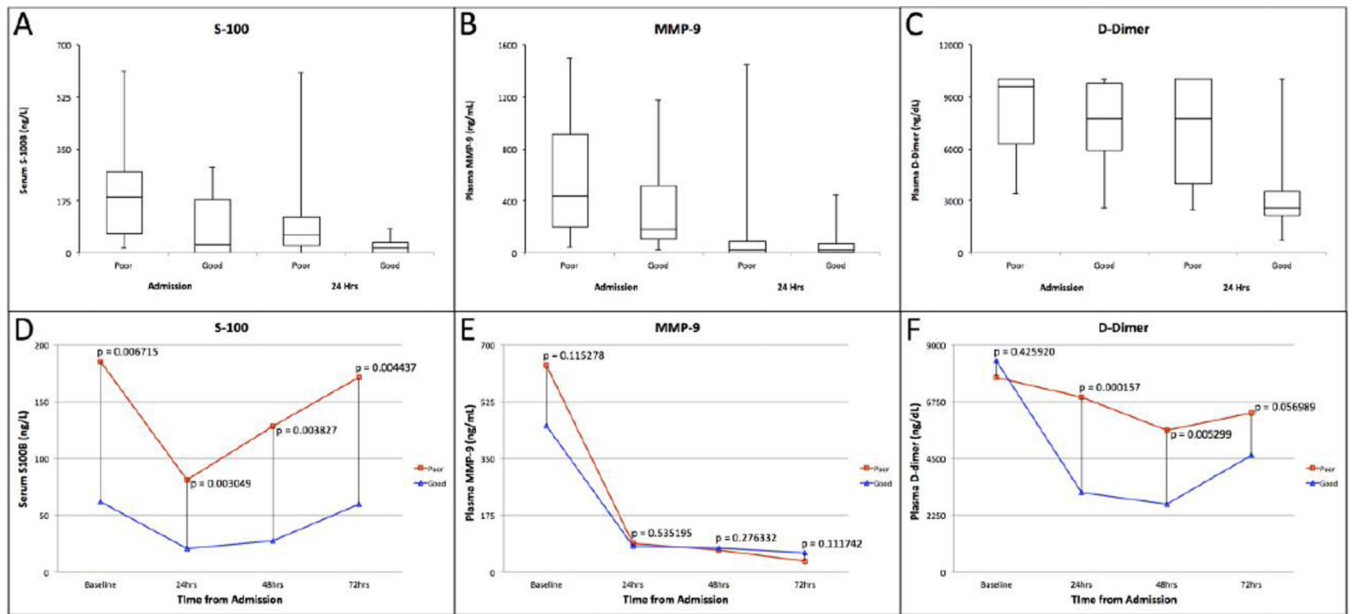 A
S-100
700
525
350
175
0
Serum S-100B (ng/L)
Poor
Good
Poor
Good
Admission
24 Hrs
B
MMP-9
1600
1200
800
400
0
Plasma MMP-9 (ng/mL)
Poor
Good
Poor
Good
Admission
24 Hrs
C
D-Dimer
12000
9000
6000
3000
0
Plasma D-Dimer (ng/dL)
Poor
Good
Poor
Good
Admission
24 Hrs
D
S-100
200
150
100
50
0
Serum S100B (ng/L)
p = 0.006715
p = 0.003049
p = 0.003827
p = 0.004437
Poor
Good
Baseline
24hrs
48hrs
72hrs
Time from Admission
E
MMP-9
700
525
350
175
0
Plasma MMP-9 (ng/mL)
p = 0.115278
p = 0.535195
p = 0.276332
p = 0.111742
Poor
Good
Baseline
24hrs
48hrs
72hrs
Time from Admission
F
D-Dimer
9000
6750
4500
2250
0
Plasma D-dimer (ng/dL)
p = 0.425920
p = 0.000157
p = 0.005299
p = 0.056989
Poor
Good
Baseline
24hrs
48hrs
72hrs
Time from Admission